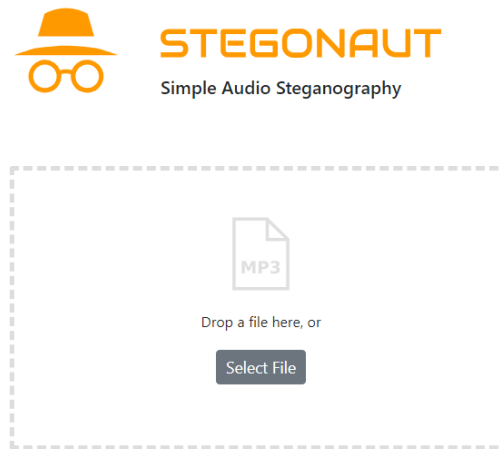 STEGONAUT
Simple Audio Steganography
MP3
Drop a file here, or
Select File